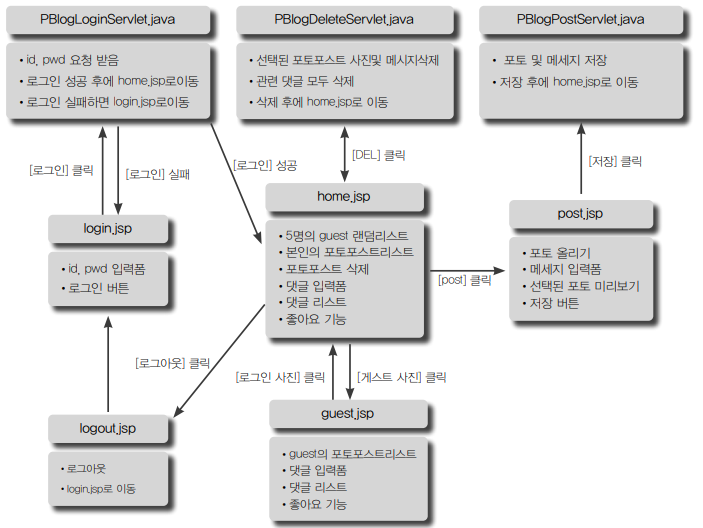 PBlogLoginServlet.java
• id, pwd 요청 받음
• 로그인 성공 후에 home.jsp로이동
• 로그인 실패하면 login.jsp로이동
PBlogDeleteServlet.java
• 선택된 포토포스트 사진및 메시지삭제
• 관련 댓글 모두 삭제
• 삭제 후에 home.jsp로 이동
PBlogPostServlet.java
• 포토 및 메세지 저장
• 저장 후에 home.jsp로 이동
[로그인] 클릭
[로그인] 실패
[로그인] 성공
[DEL] 클릭
[저장] 클릭
login.jsp
• id, pwd 입력폼
• 로그인 버튼
home.jsp
• 5명의 guest 랜덤리스트
• 본인의 포토포스트리스트
• 포토포스트 삭제
• 댓글 입력폼
• 댓글 리스트
• 좋아요 기능
[post] 클릭
post.jsp
• 포토 올리기
• 메세지 입력폼
• 선택된 포토 미리보기
• 저장 버튼
[로그아웃] 클릭
[로그인 사진] 클릭
[게스트 사진] 클릭
logout.jsp
• 로그아웃
• login.jsp로 이동
guest.jsp
• guest의 포토포스트리스트
• 댓글 입력폼
• 댓글 리스트
• 좋아요 기능